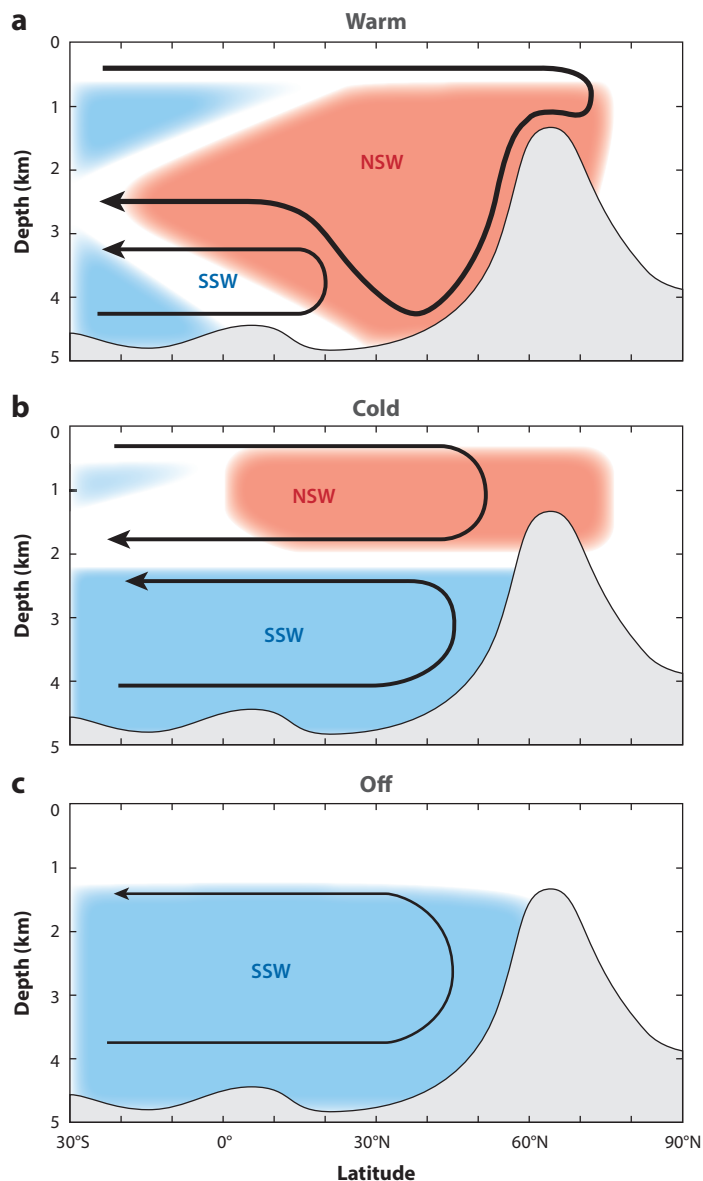 a
Warm
0
1
2
3
4
5
Depth (km)
NSW
SSW
b
Cold
0
1
2
3
4
5
Depth (km)
NSW
SSW
c
Off
0
1
2
3
4
5
Depth (km)
SSW
30°S
0°
30°N
60°N
90°N
Latitude